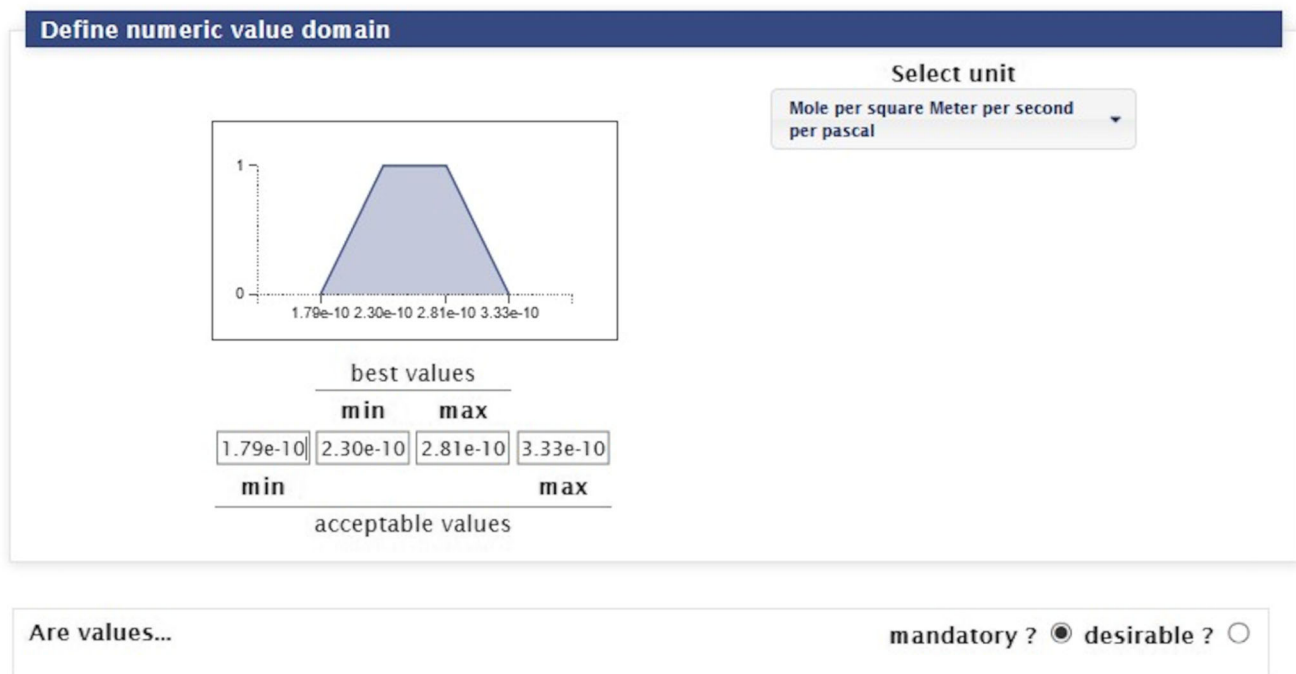 Define numeric value domain
Select unit
Mole per square Meter per second
per pascal
1
0
1.79e-10 2.30e-10 2.81e-10 3.33e-10
best values
min max
1.79e-10 2.30e-10 2.81e-10 3.33e-10
min max
acceptable values
Are values... mandatory ? desirable ?